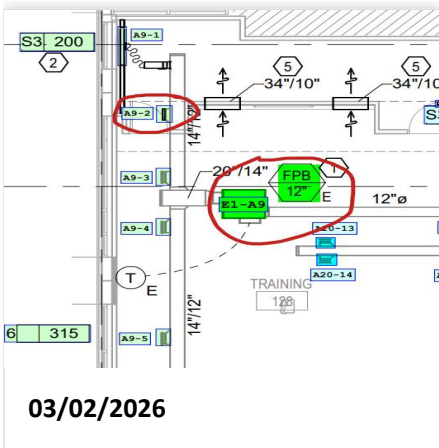 S3 200
A9-1
2
5
5
34"/10"
34"/10"
A9-2
14"/12"
A9-3
20"/14"
FPB
12"
E
1
E1-A9
12"ø
A9-4
A20-13
T
E
A20-14
TRAINING
128
6 315
A9-5
14"/12"
03/02/2026